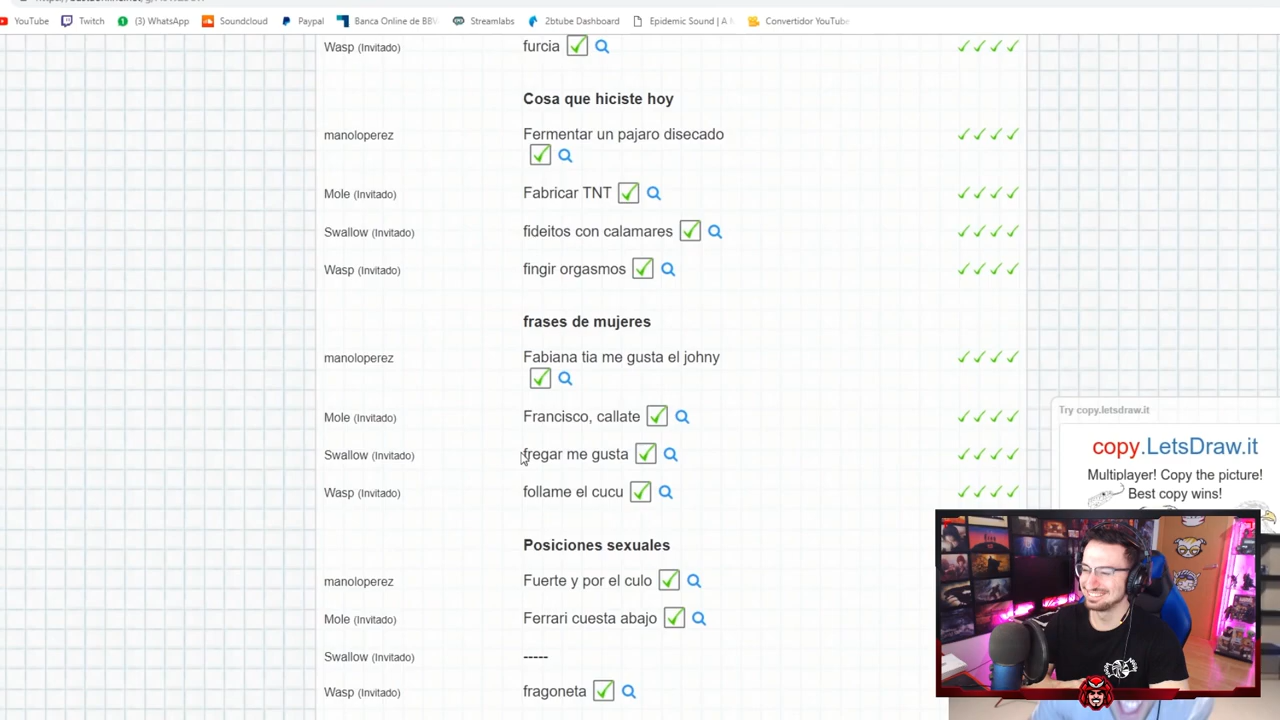 YouTube Twitch (3) WhatsApp Soundcloud Paypal Banca Online de BBV Streamlabs 2btube Dashboard Epidemic Sound | A Convertidor YouTube
Wasp (Invitado) furcia
Cosa que hiciste hoy
manoloperez Fermentar un pajaro disecado
Mole (Invitado) Fabricar TNT
Swallow (Invitado) fideitos con calamares
Wasp (Invitado) fingir orgasmos
frases de mujeres
manoloperez Fabiana tia me gusta el johny
Mole (Invitado) Francisco, callate
Try copy.letsdraw.it
copy.LetsDraw.it
Swallow (Invitado) fregar me gusta
Multiplayer! Copy the picture!
Wasp (Invitado) follame el cucu
Best copy wins!
Posiciones sexuales
manoloperez Fuerte y por el culo
Mole (Invitado) Ferrari cuesta abajo
Swallow (Invitado) -----
Wasp (Invitado) fragoneta